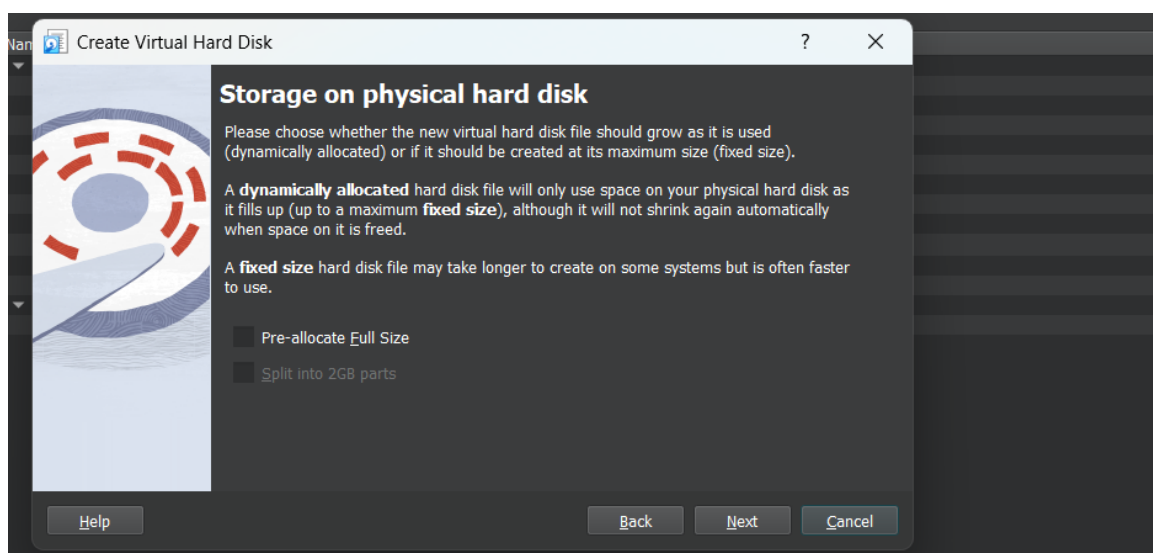 Nan
Create Virtual Hard Disk
?
Storage on physical hard disk
Please choose whether the new virtual hard disk file should grow as it is used
(dynamically allocated) or if it should be created at its maximum size (fixed size).
A dynamically allocated hard disk file will only use space on your physical hard disk as
it fills up (up to a maximum fixed size), although it will not shrink again automatically
when space on it is freed.
A fixed size hard disk file may take longer to create on some systems but is often faster
to use.
Pre-allocate Full Size
Split into 2GB parts
Help
Back
Next
Cancel